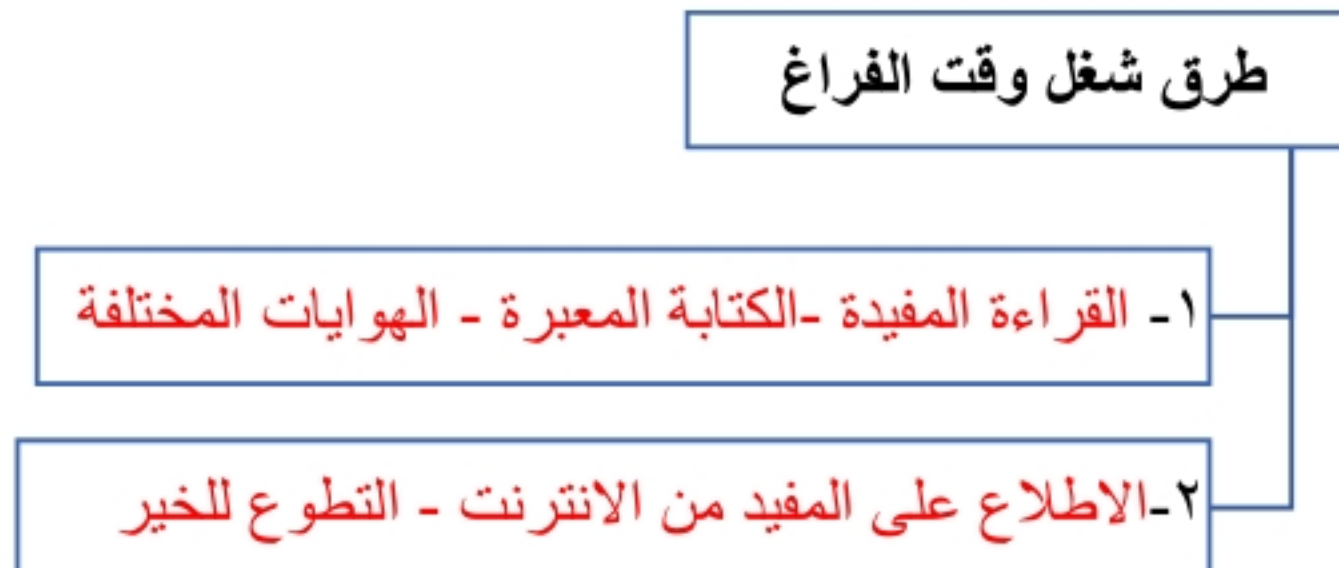 طرق شغل وقت الفراغ
١- القراءة المفيدة -الكتابة المعبرة - الهوايات المختلفة
٢-الاطلاع على المفيد من الانترنت - التطوع للخير